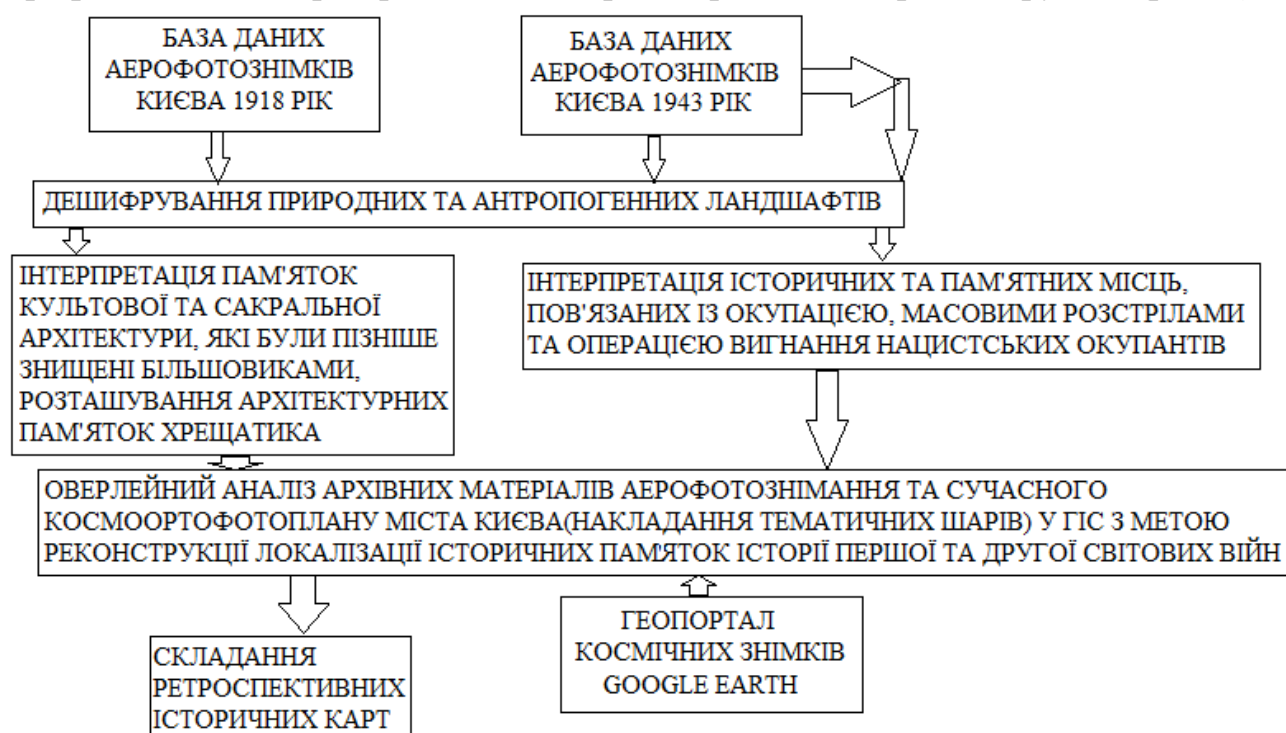 БАЗА ДАНИХ
АЕРОФОТОЗНІМКІВ
КИЄВА 1918 РІК
БАЗА ДАНИХ
АЕРОФОТОЗНІМКІВ
КИЄВА 1943 РІК
ДЕШИФРУВАННЯ ПРИРОДНИХ ТА АНТРОПОГЕННИХ ЛАНДШАФТІВ
ІНТЕРПРЕТАЦІЯ ПАМ'ЯТОК
КУЛЬТОВОЇ ТА САКРАЛЬНОЇ
АРХІТЕКТУРИ, ЯКІ БУЛИ ПІЗНІШЕ
ЗНИЩЕНІ БІЛЬШОВИКАМИ,
РОЗТАШУВАННЯ АРХІТЕКТУРНИХ
ПАМ'ЯТОК ХРЕЩАТИКА
ІНТЕРПРЕТАЦІЯ ІСТОРИЧНИХ ТА ПАМ'ЯТНИХ МІСЦЬ,
ПОВ'ЯЗАНИХ ІЗ ОКУПАЦІЄЮ, МАСОВИМИ РОЗСТРІЛАМИ
ТА ОПЕРАЦІЄЮ ВИГНАННЯ НАЦИСТСЬКИХ ОКУПАНТІВ
ОВЕРЛЕЙНИЙ АНАЛІЗ АРХІВНИХ МАТЕРІАЛІВ АЕРОФОТОЗНІМАННЯ ТА СУЧАСНОГО
КОСМООРТОФОТОПЛАНУ МІСТА КИЄВА(НАКЛАДАННЯ ТЕМАТИЧНИХ ШАРІВ) У ГІС З МЕТОЮ
РЕКОНСТРУКЦІЇ ЛОКАЛІЗАЦІЇ ІСТОРИЧНИХ ПАМ'ЯТОК ІСТОРІЇ ПЕРШОЇ ТА ДРУГОЇ СВІТОВИХ ВІЙН
СКЛАДАННЯ
РЕТРОСПЕКТИВНИХ
ІСТОРИЧНИХ КАРТ
ГЕОПОРТАЛ
КОСМІЧНИХ ЗНІМКІВ
GOOGLE EARTH